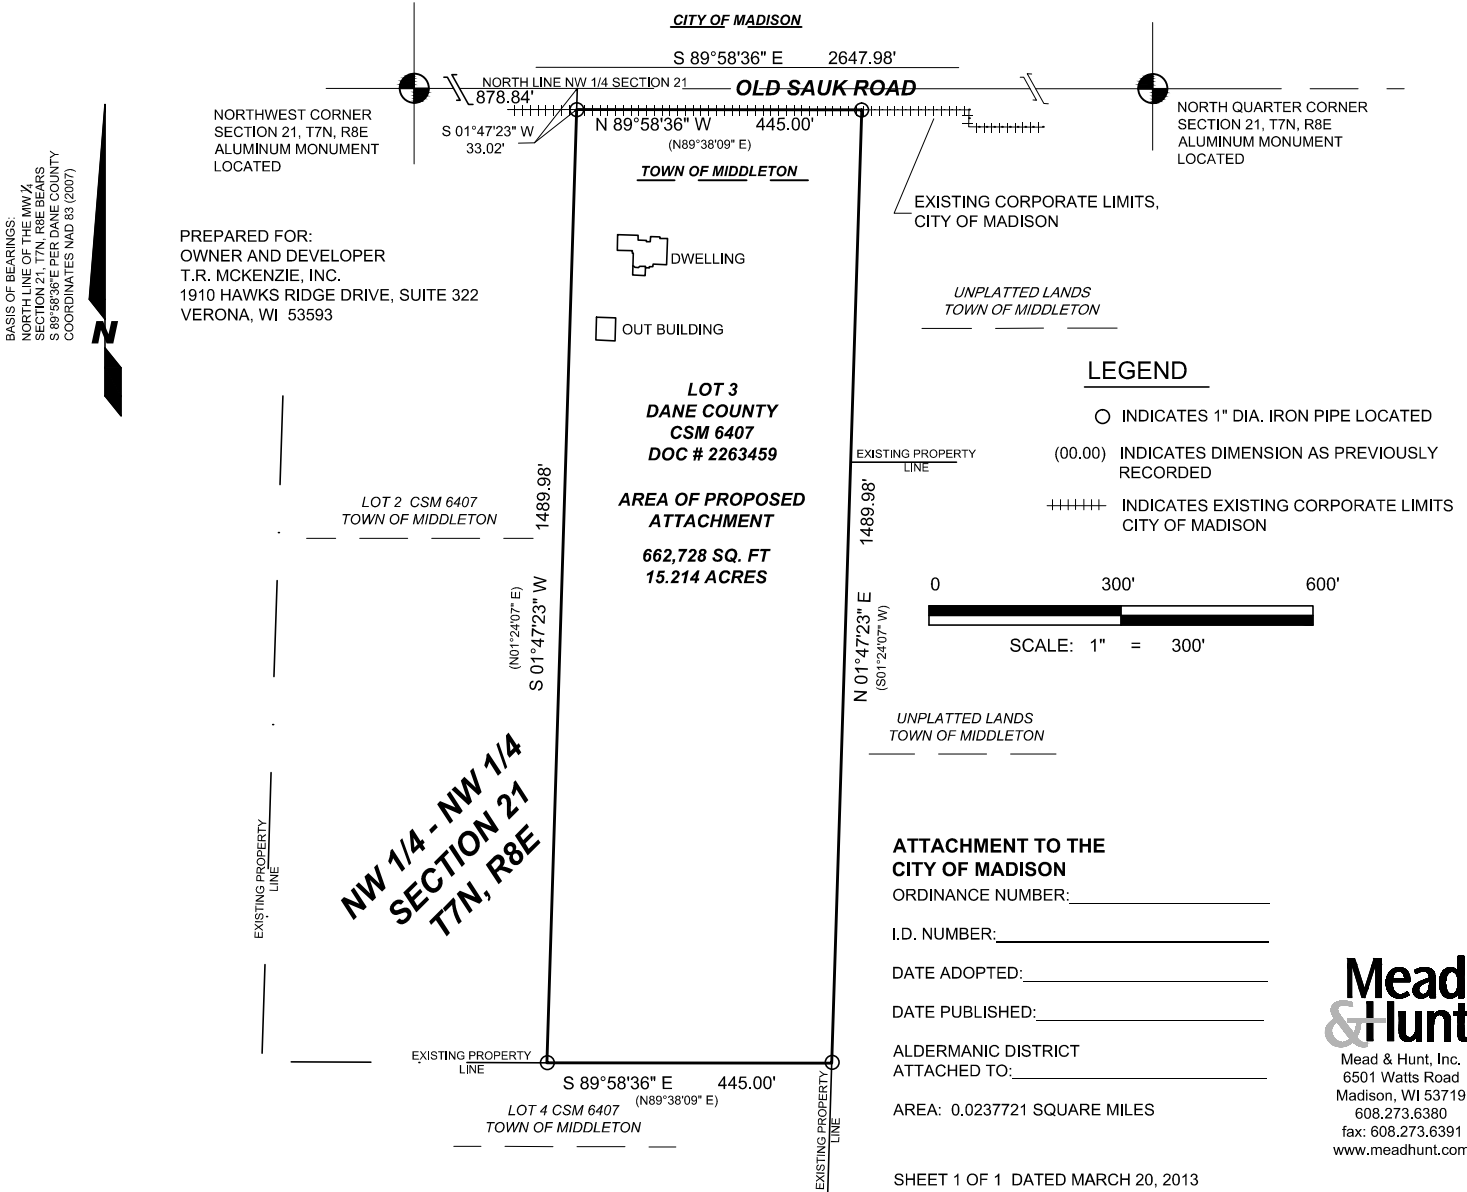 CITY OF MADISON
S 89°58'36" E 2647.98'
NORTH LINE NW 1/4 SECTION 21
OLD SAUK ROAD
878.84'
NORTHWEST CORNER
SECTION 21, T7N, R8E
ALUMINUM MONUMENT
LOCATED
S 01°47'23" W
33.02'
N 89°58'36" W 445.00'
(N89°38'09" E)
TOWN OF MIDDLETON
NORTH QUARTER CORNER
SECTION 21, T7N, R8E
ALUMINUM MONUMENT
LOCATED
EXISTING CORPORATE LIMITS,
CITY OF MADISON
BASIS OF BEARINGS:
NORTH LINE OF THE MW¼
SECTION 21, T7N, R8E BEARS
S 89°58'36"E PER DANE COUNTY
COORDINATES NAD 83 (2007)
N
PREPARED FOR:
OWNER AND DEVELOPER
T.R. MCKENZIE, INC.
1910 HAWKS RIDGE DRIVE, SUITE 322
VERONA, WI 53593
DWELLING
OUT BUILDING
UNPLATTED LANDS
TOWN OF MIDDLETON
LOT 3
DANE COUNTY
CSM 6407
DOC # 2263459
AREA OF PROPOSED
ATTACHMENT
662,728 SQ. FT
15.214 ACRES
LEGEND
INDICATES 1" DIA. IRON PIPE LOCATED
(00.00) INDICATES DIMENSION AS PREVIOUSLY
RECORDED
INDICATES EXISTING CORPORATE LIMITS
CITY OF MADISON
EXISTING PROPERTY
LINE
LOT 2 CSM 6407
TOWN OF MIDDLETON
1489.98'
S 01°47'23" W
(N01°24'07" E)
1489.98'
N 01°47'23" E
(S01°24'07" W)
0 300' 600'
SCALE: 1" = 300'
UNPLATTED LANDS
TOWN OF MIDDLETON
NW 1/4 - NW 1/4
SECTION 21
T7N, R8E
EXISTING PROPERTY
LINE
EXISTING PROPERTY
LINE
S 89°58'36" E 445.00'
(N89°38'09" E)
LOT 4 CSM 6407
TOWN OF MIDDLETON
EXISTING PROPERTY
LINE
ATTACHMENT TO THE
CITY OF MADISON
ORDINANCE NUMBER:
I.D. NUMBER:
DATE ADOPTED:
DATE PUBLISHED:
ALDERMANIC DISTRICT
ATTACHED TO:
AREA: 0.0237721 SQUARE MILES
SHEET 1 OF 1 DATED MARCH 20, 2013
Mead
&Hunt
Mead & Hunt, Inc.
6501 Watts Road
Madison, WI 53719
608.273.6380
fax: 608.273.6391
www.meadhunt.com